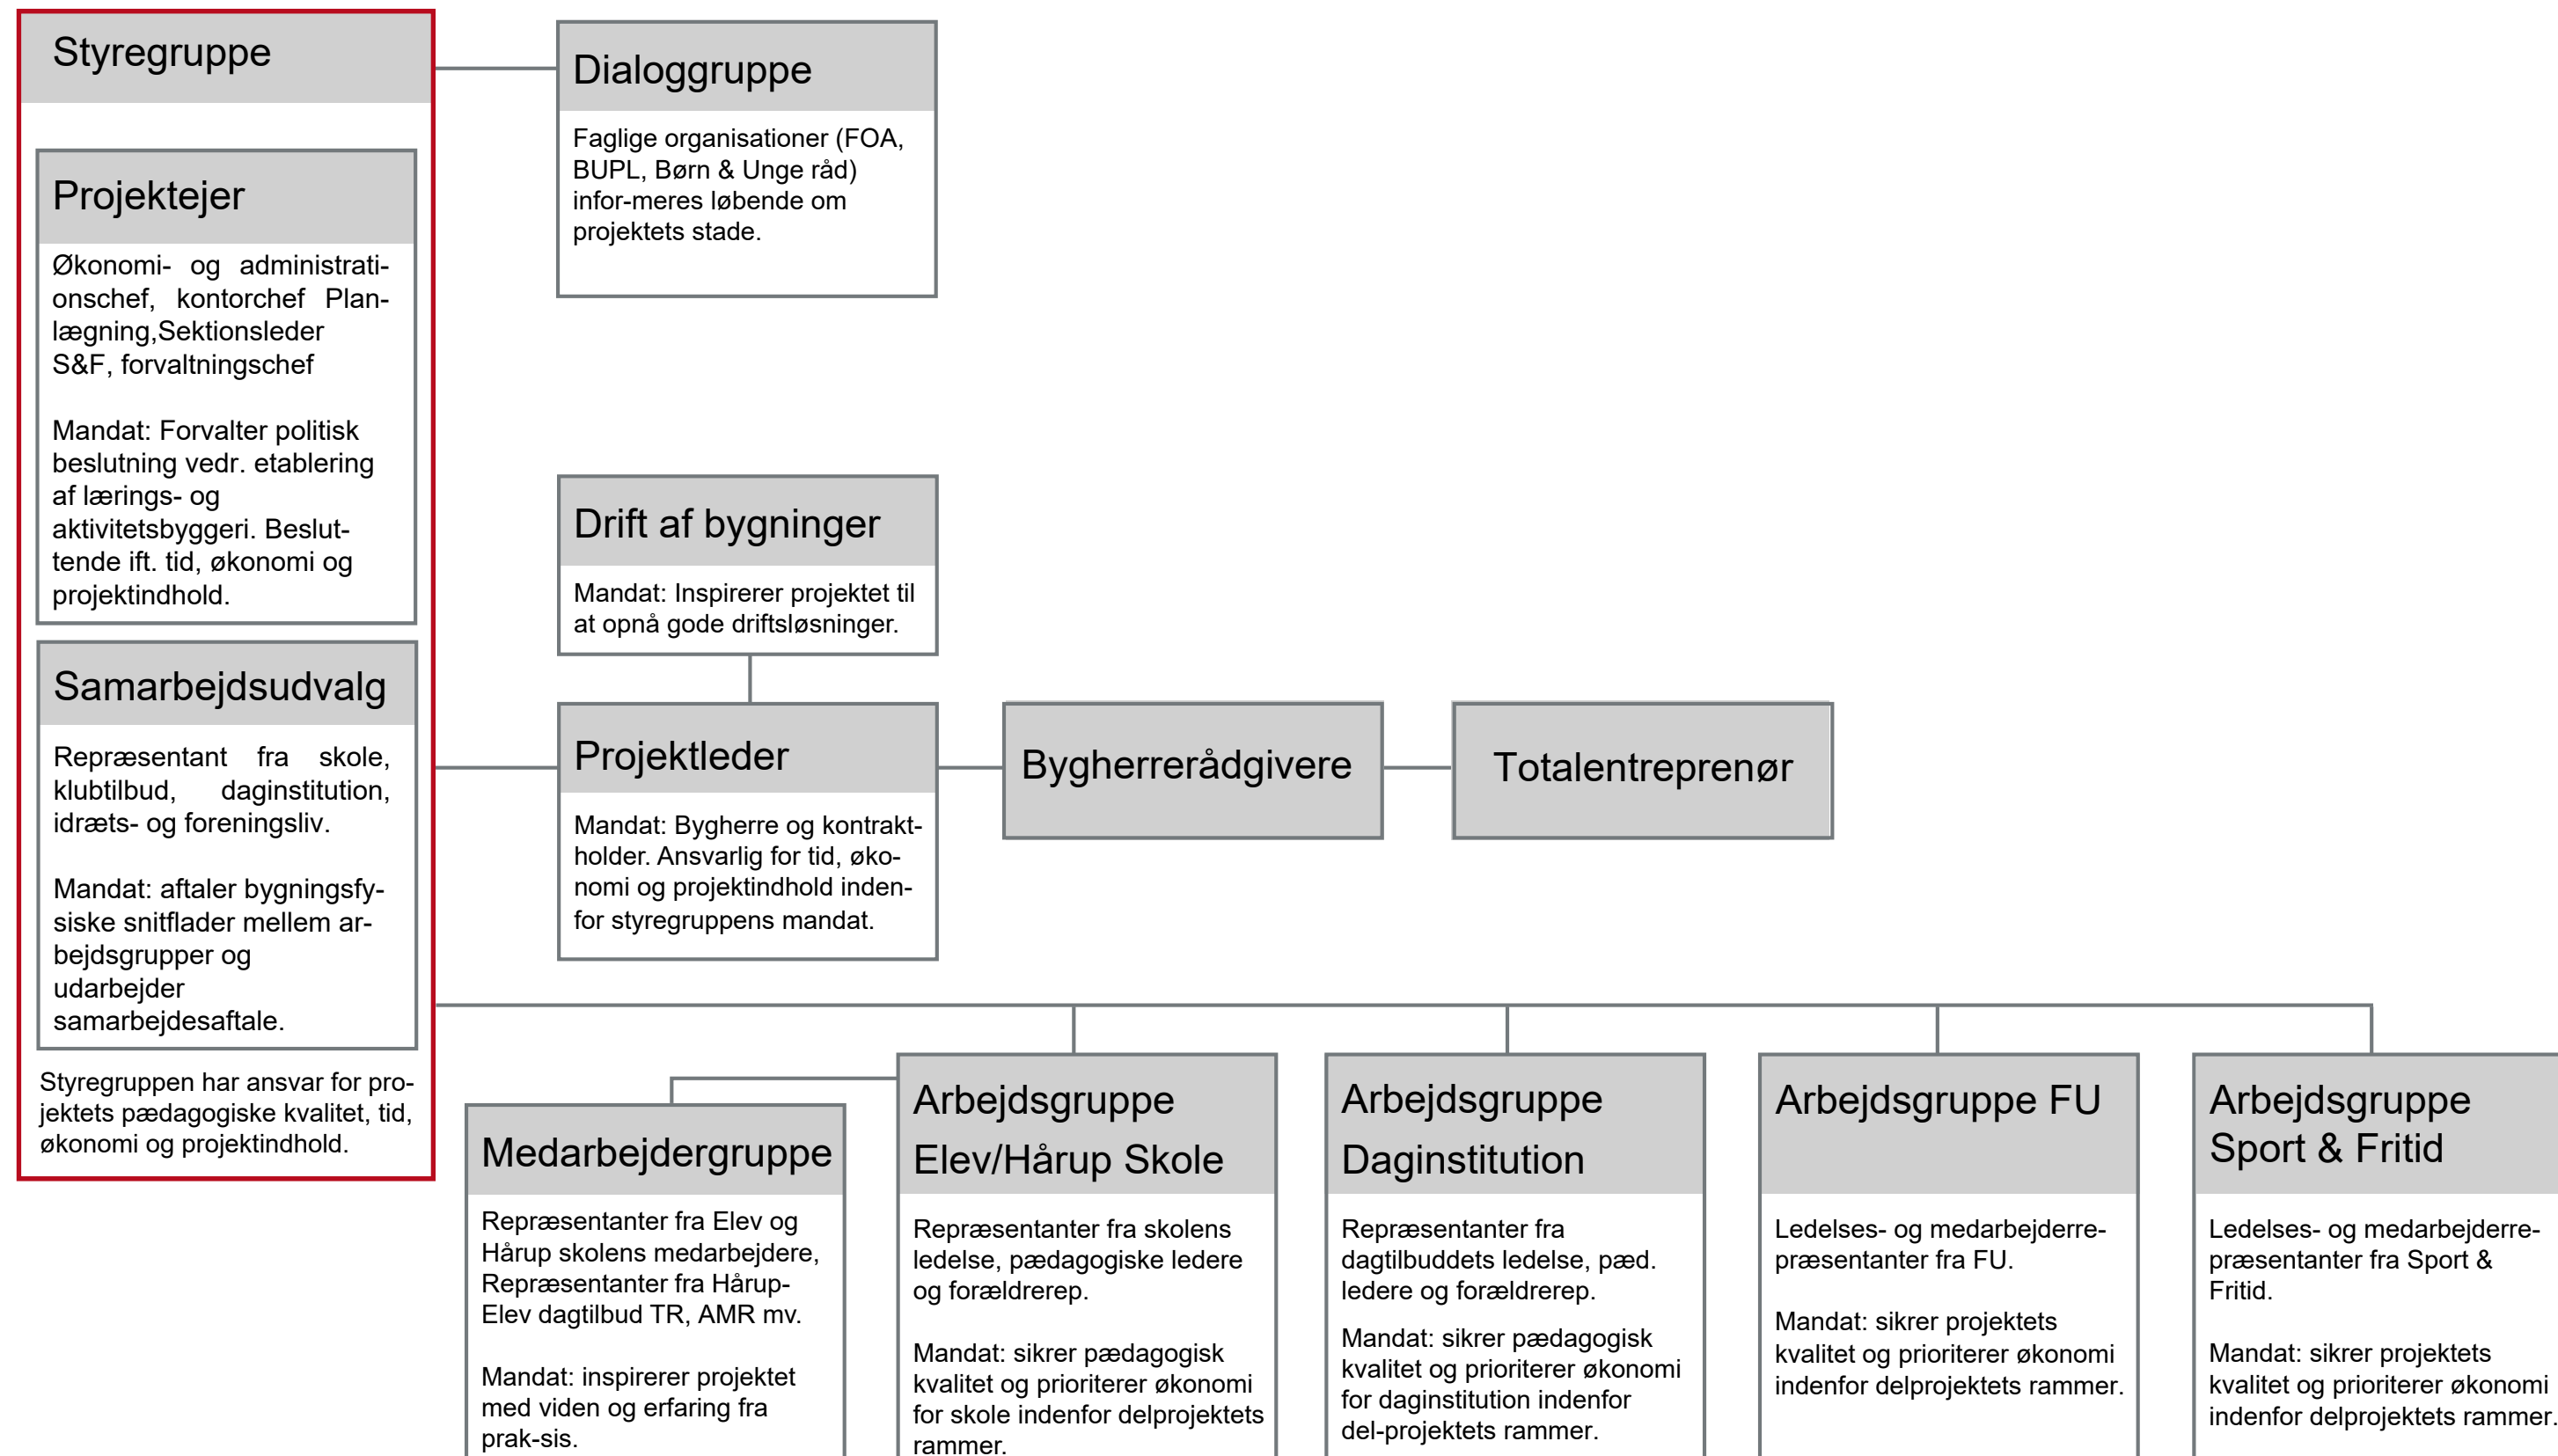 Styregruppe
Projektejer
Økonomi- og administrati-
onschef, kontorchef Plan-
lægning,Sektionsleder
S&F, forvaltningschef
Mandat: Forvalter politisk
beslutning vedr. etablering
af lærings- og
aktivitetsbyggeri. Beslut-
tende ift. tid, økonomi og
projektindhold.
Samarbejdsudvalg
Repræsentant fra skole,
klubtilbud, daginstitution,
idræts- og foreningsliv.
Mandat: aftaler bygningsfy-
siske snitflader mellem ar-
bejdsgrupper og
udarbejder
samarbejdesaftale.
Styregruppen har ansvar for pro-
jektets pædagogiske kvalitet, tid,
økonomi og projektindhold.
Dialoggruppe
Faglige organisationer (FOA,
BUPL, Børn & Unge råd)
infor-meres løbende om
projektets stade.
Drift af bygninger
Mandat: Inspirerer projektet til
at opnå gode driftsløsninger.
Projektleder
Mandat: Bygherre og kontrakt-
holder. Ansvarlig for tid, øko-
nomi og projektindhold inden-
for styregruppens mandat.
Bygherrerådgivere
Totalentreprenør
Medarbejdergruppe
Repræsentanter fra Elev og
Hårup skolens medarbejdere,
Repræsentanter fra Hårup-
Elev dagtilbud TR, AMR mv.
Mandat: inspirerer projektet
med viden og erfaring fra
prak-sis.
Arbejdsgruppe
Elev/Hårup Skole
Repræsentanter fra skolens
ledelse, pædagogiske ledere
og forældrerep.
Mandat: sikrer pædagogisk
kvalitet og prioriterer økonomi
for skole indenfor delprojektets
rammer.
Arbejdsgruppe
Daginstitution
Repræsentanter fra
dagtilbuddets ledelse, pæd.
ledere og forældrerep.
Mandat: sikrer pædagogisk
kvalitet og prioriterer økonomi
for daginstitution indenfor
del-projektets rammer.
Arbejdsgruppe FU
Ledelses- og medarbejderre-
præsentanter fra FU.
Mandat: sikrer projektets
kvalitet og prioriterer økonomi
indenfor delprojektets rammer.
Arbejdsgruppe
Sport & Fritid
Ledelses- og medarbejderre-
præsentanter fra Sport &
Fritid.
Mandat: sikrer projektets
kvalitet og prioriterer økonomi
indenfor delprojektets rammer.